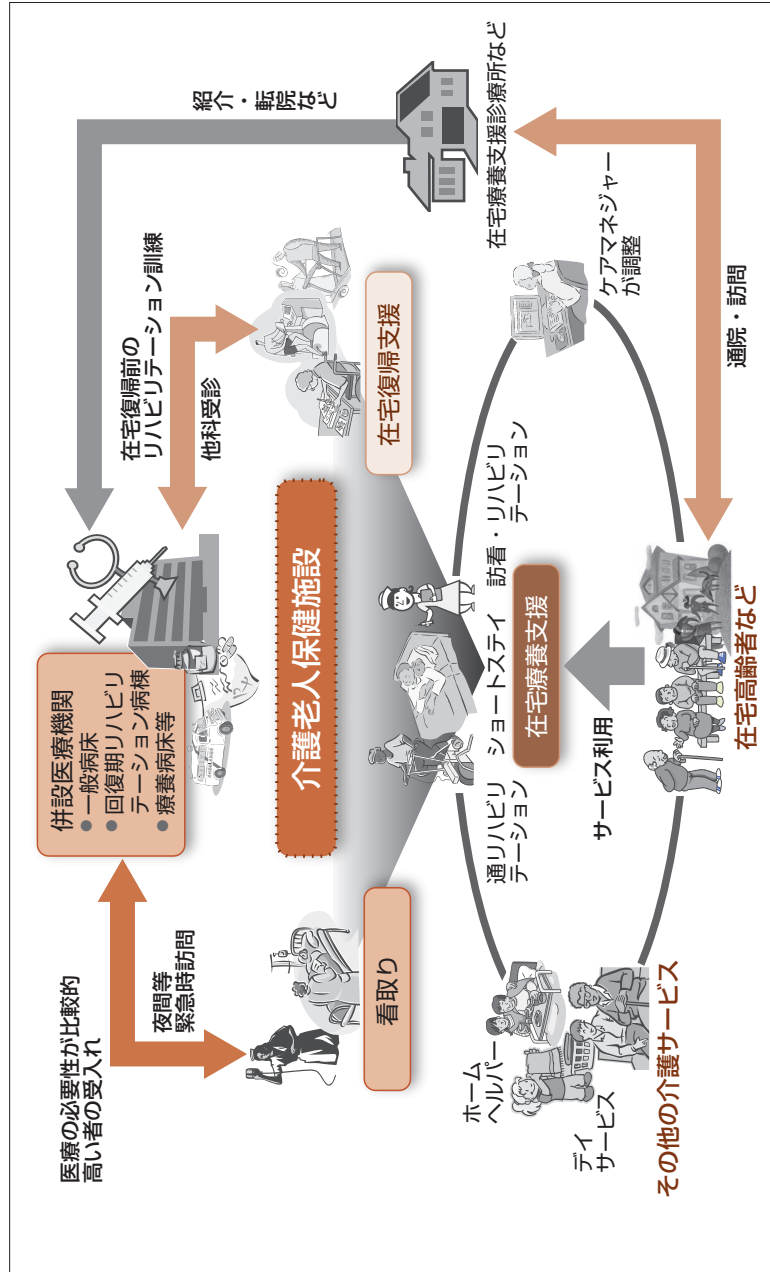 医療の必要性が比較的
高い者の受入れ
夜間等
緊急時訪問
併設医療機関
● 一般病床
● 回復期リハビリ
テーション病棟
● 療養病床等
在宅復帰前の
リハビリテーション訓練
他科受診
紹介・転院など
介護老人保健施設
看取り
在宅復帰支援
在宅療養支援診療所など
通リハビリ
テーション
ショートステイ
訪看・リハビリ
テーション
在宅療養支援
ホーム
ヘルパー
デイ
サービス
その他の介護サービス
サービス利用
在宅高齢者など
ケアマネジャー
が調整
通院・訪問